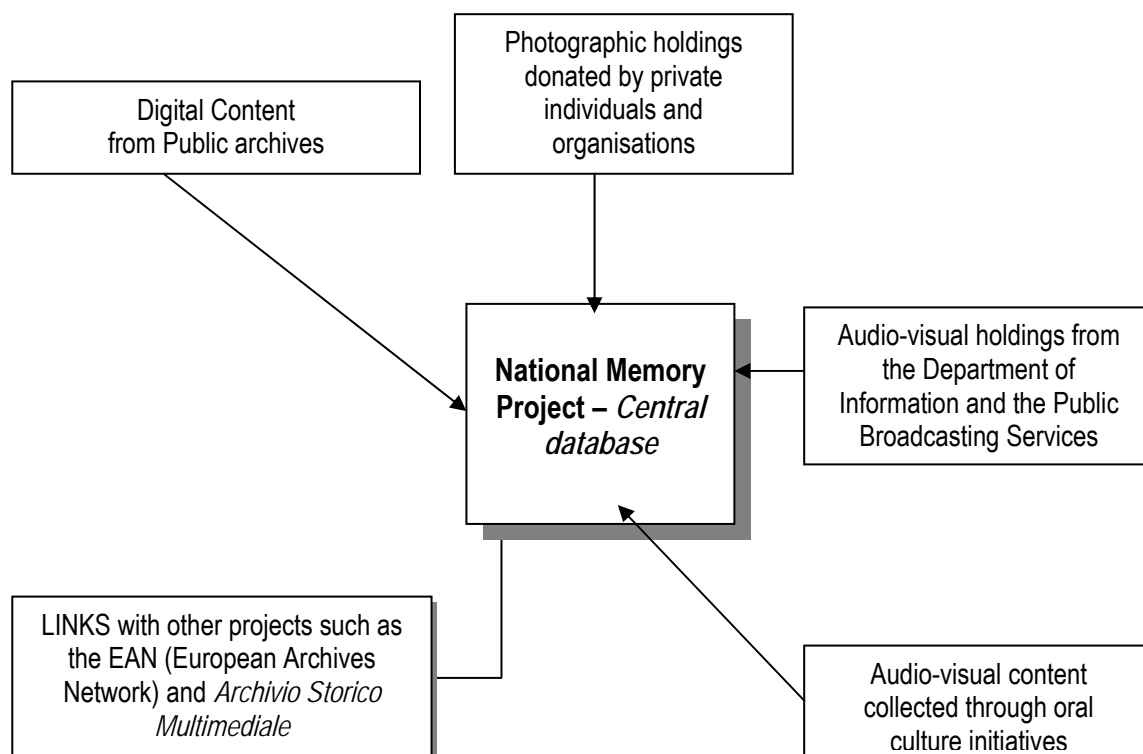 Photographic holdings
donated by private
individuals and
organisations
Digital Content
from Public archives
National Memory
Project – Central
database
Audio-visual holdings from
the Department of
Information and the Public
Broadcasting Services
LINKS with other projects such as
the EAN (European Archives
Network) and Archivio Storico
Multimediale
Audio-visual content
collected through oral
culture initiatives